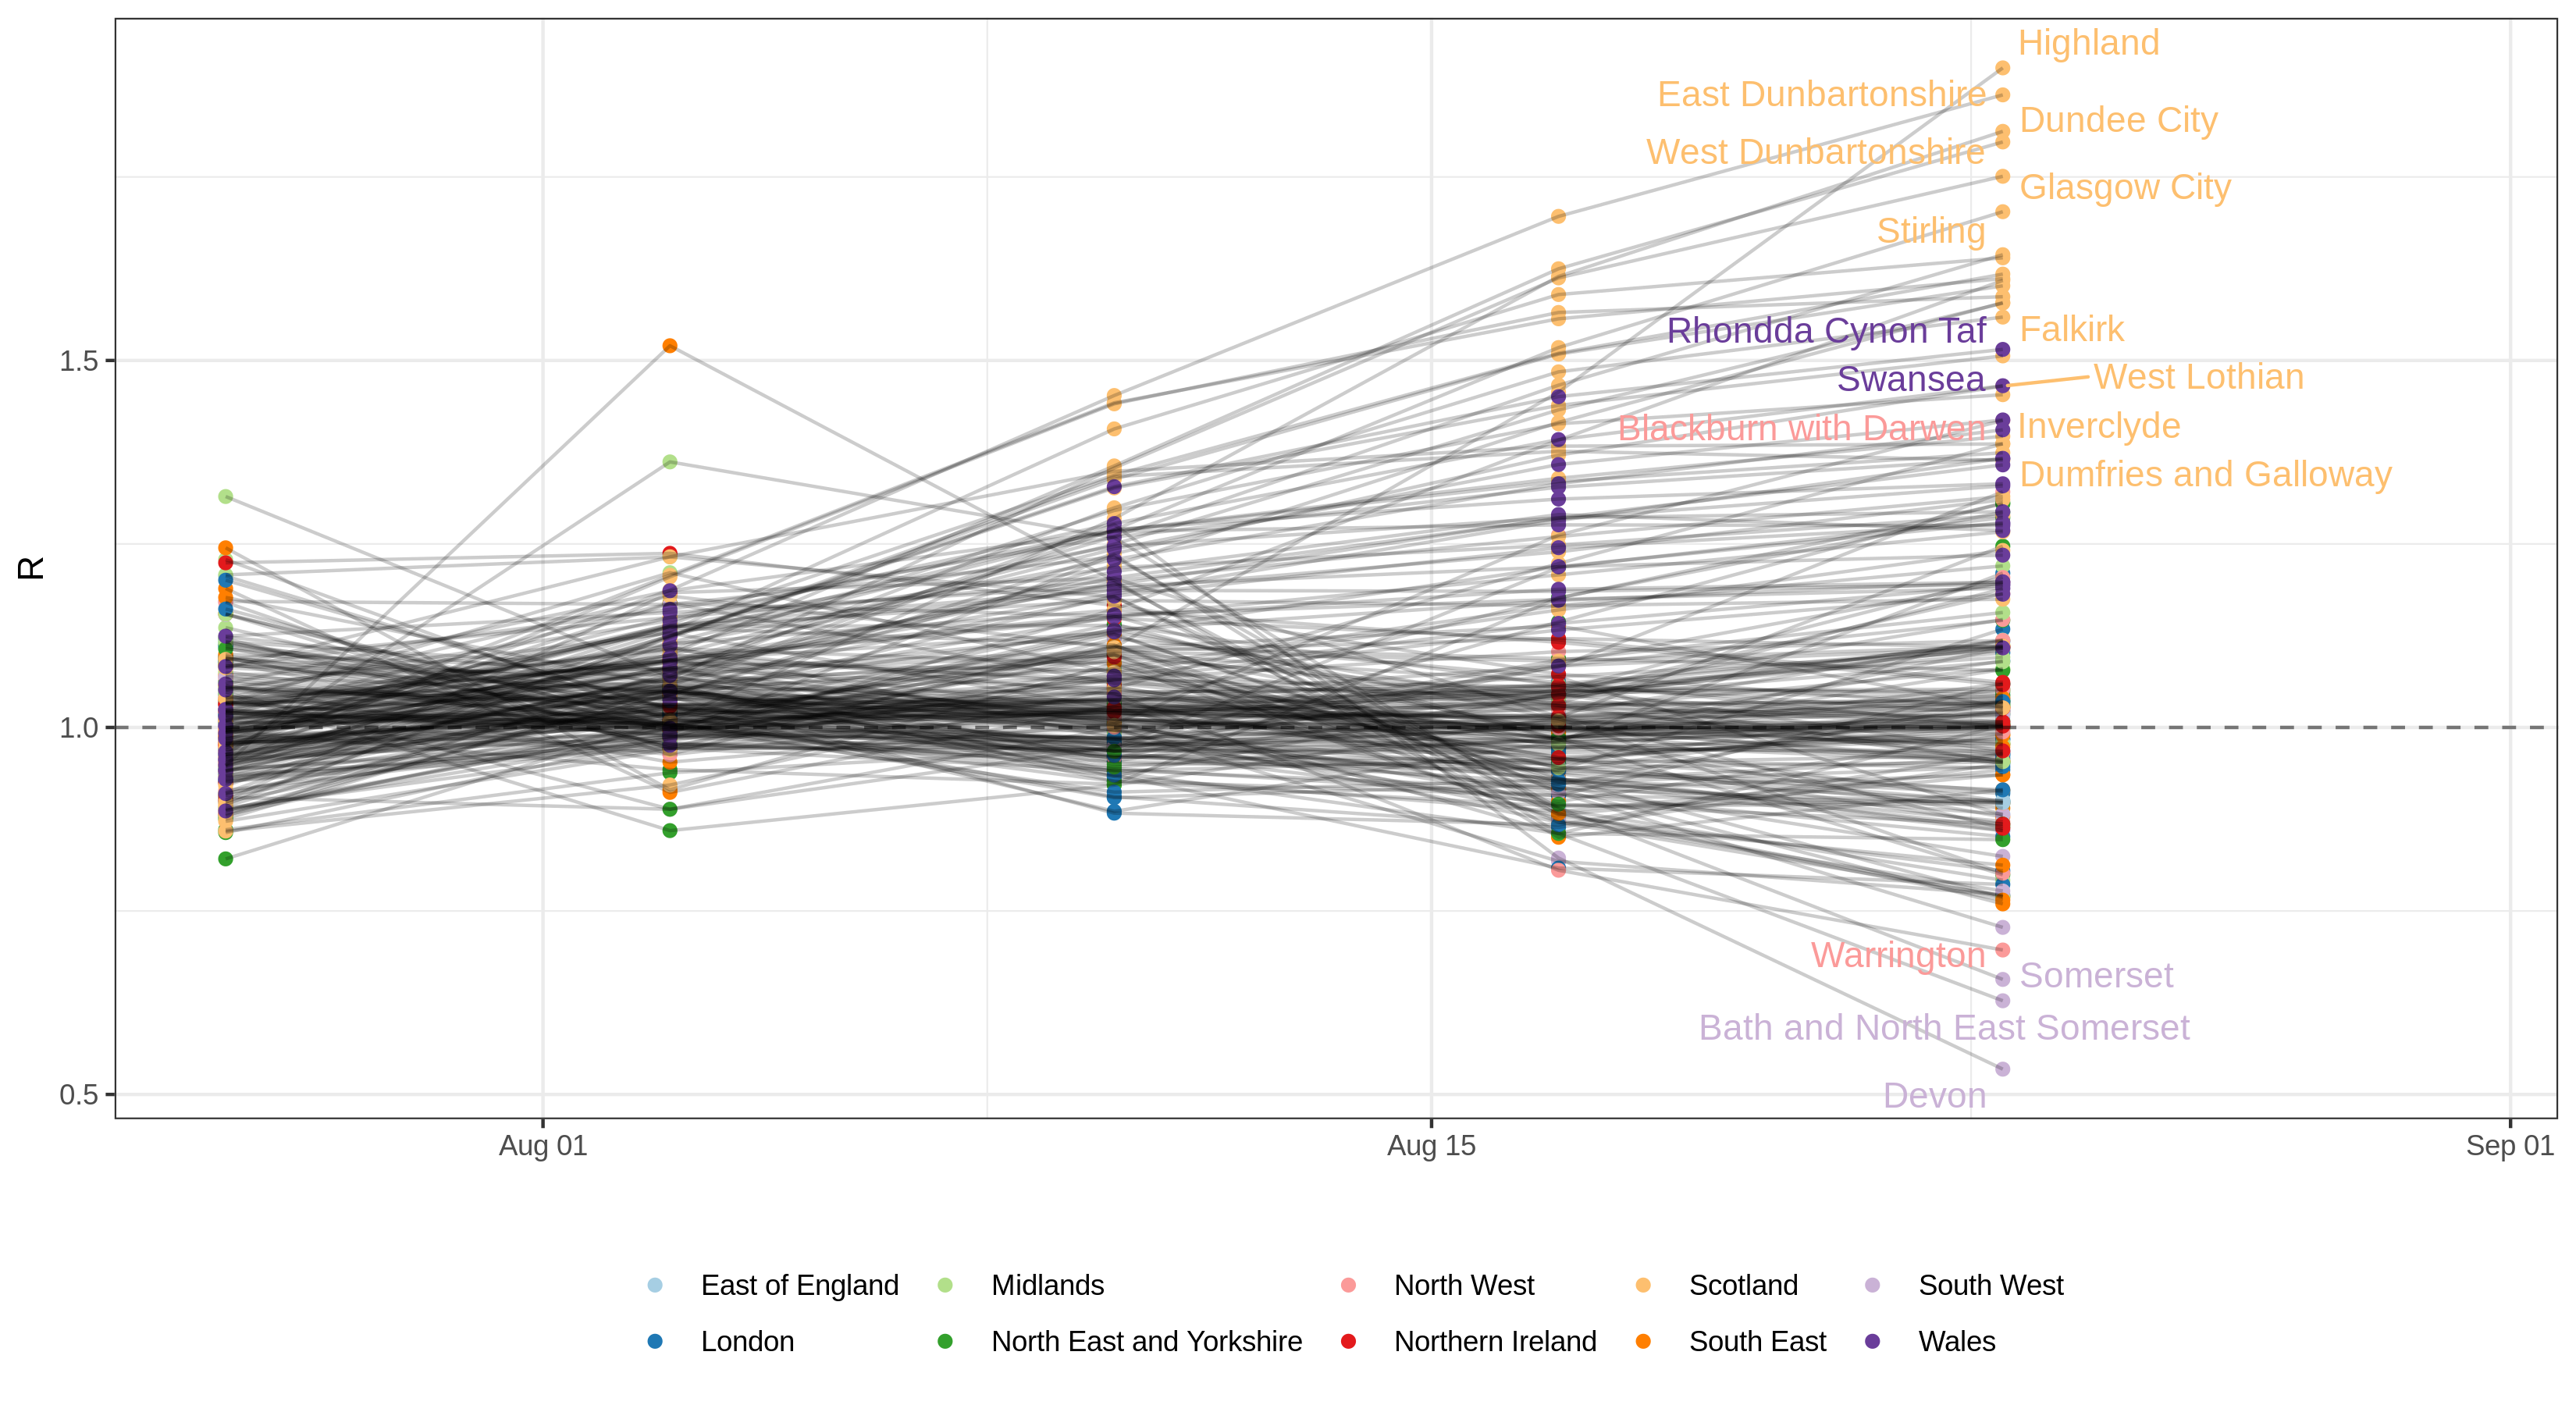 Highland
East Dunbartonshire
Dundee City
West Dunbartonshire
Glasgow City
Stirling
Rhondda Cynon Taf
Falkirk
Swansea
West Lothian
Blackburn with Darwen
Inverclyde
Dumfries and Galloway
Warrington
Somerset
Bath and North East Somerset
Devon
R
1.5
1.0
0.5
Aug 01
Aug 15
Sep 01
East of England
Midlands
North West
Scotland
South West
London
North East and Yorkshire
Northern Ireland
South East
Wales